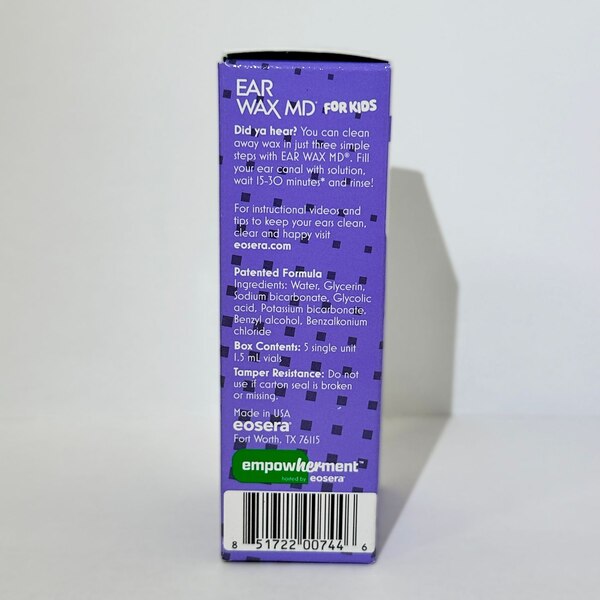 EAR
WAX MD® FOR KIDS
Did ya hear? You can clean
away wax in just three simple
steps with EAR WAX MD®. Fill
your ear canal with solution,
wait 15-30 minutes* and rinse!
For instructional videos and
tips to keep your ears clean,
clear and happy visit
eosera.com
Patented Formula
Ingredients: Water, Glycerin,
Sodium bicarbonate, Glycolic
acid, Potassium bicarbonate,
Benzyl alcohol, Benzalkonium
chloride
Box Contents: 5 single unit
1.5 mL vials
Tamper Resistance: Do not
use if carton seal is broken
or missing.
Made in USA
eosera®
Fort Worth, TX 76115
empowherment™
hosted by eosera®
8 51722 00744 6